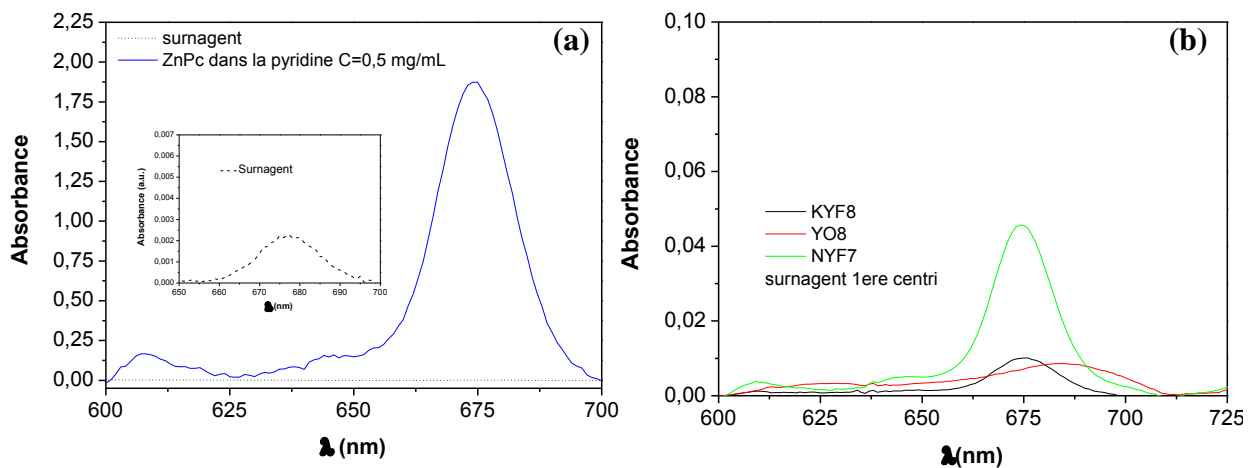 (a)
surnagent
ZnPc dans la pyridine C=0,5 mg/mL
Absorbance
2,25
2,00
1,75
1,50
1,25
1,00
0,75
0,50
0,25
0,00
600
625
650
675
700
λ (nm)
Surnagent
Absorbance (a.u.)
0,007
0,006
0,005
0,004
0,003
0,002
0,001
0,000
650
660
670
680
690
700
λ (nm)
(b)
Absorbance
0,10
0,08
0,06
0,04
0,02
0,00
KYF8
YO8
NYF7
surnagent 1ere centri
600
625
650
675
700
725
λ(nm)